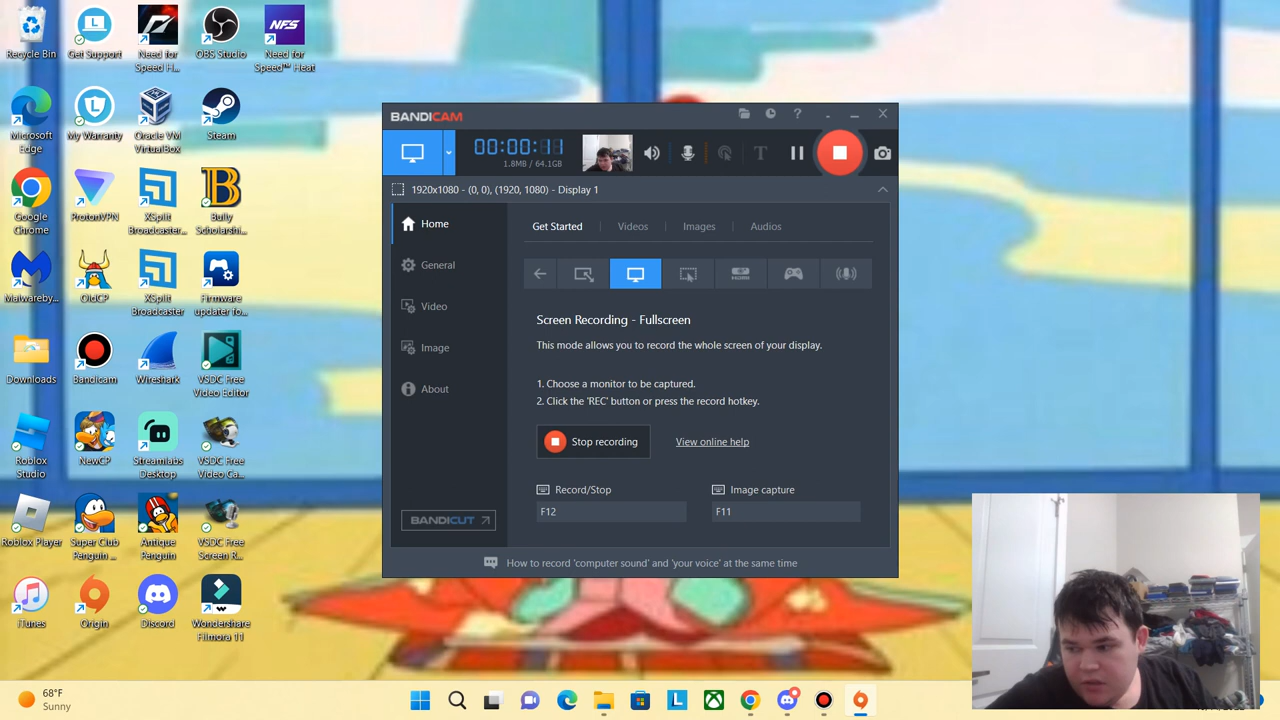 Recycle Bin
Get Support
Need for
Speed H...
OBS Studio
NFS
Need for
Speed™ Heat
Microsoft
Edge
My Warranty
Oracle VM
VirtualBox
Steam
Google
Chrome
ProtonVPN
XSplit
Broadcaster...
Bully
Scholarshi...
Malwareby...
OldCP
XSplit
Broadcaster
Firmware
updater fo...
Downloads
Bandicam
Wireshark
VSDC Free
Video Editor
Roblox
Studio
NewCP
Streamlabs
Desktop
VSDC Free
Video Ca...
Roblox Player
Super Club
Penguin ...
Antique
Penguin
VSDC Free
Screen R...
iTunes
Origin
Discord
Wondershare
Filmora 11
BANDICAM
00:00:11
1.8MB / 64.1GB
1920x1080 - (0, 0), (1920, 1080) - Display 1
Home
General
Video
Image
About
BANDICUT
Get Started
Videos
Images
Audios
Screen Recording - Fullscreen
This mode allows you to record the whole screen of your display.
1. Choose a monitor to be captured.
2. Click the 'REC' button or press the record hotkey.
Stop recording
View online help
Record/Stop
F12
Image capture
F11
How to record 'computer sound' and 'your voice' at the same time
68°F
Sunny